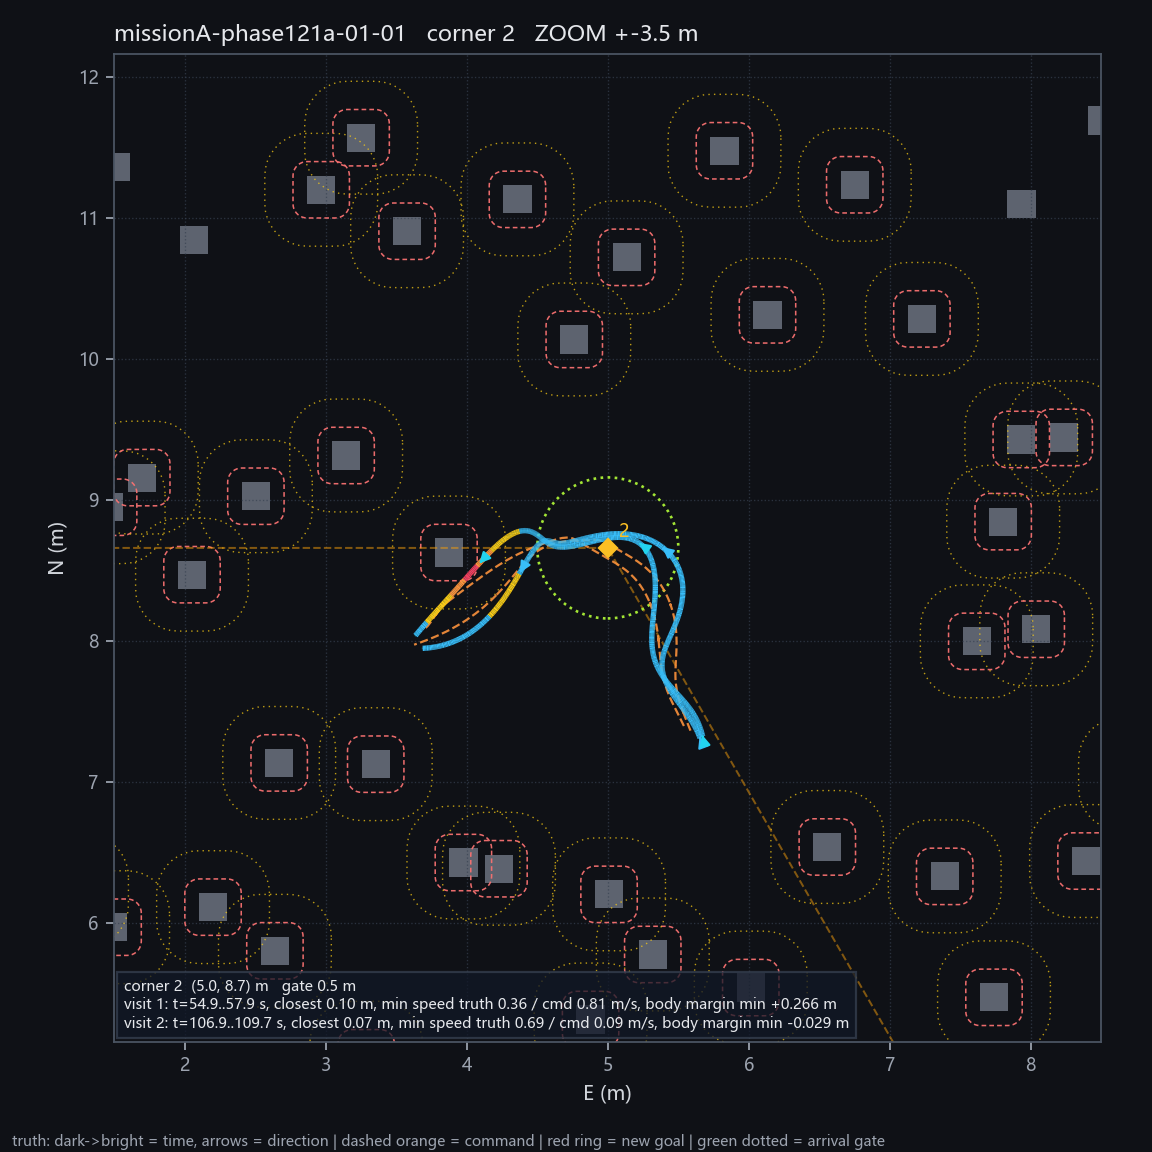 missionA-phase121a-01-01   corner 2   ZOOM +-3.5 m
12
11
10
9
8
7
6
N (m)
2
corner 2  (5.0, 8.7) m   gate 0.5 m
visit 1: t=54.9..57.9 s, closest 0.10 m, min speed truth 0.36 / cmd 0.81 m/s, body margin min +0.266 m
visit 2: t=106.9..109.7 s, closest 0.07 m, min speed truth 0.69 / cmd 0.09 m/s, body margin min -0.029 m
2 3 4 5 6 7 8
E (m)
truth: dark->bright = time, arrows = direction | dashed orange = command | red ring = new goal | green dotted = arrival gate